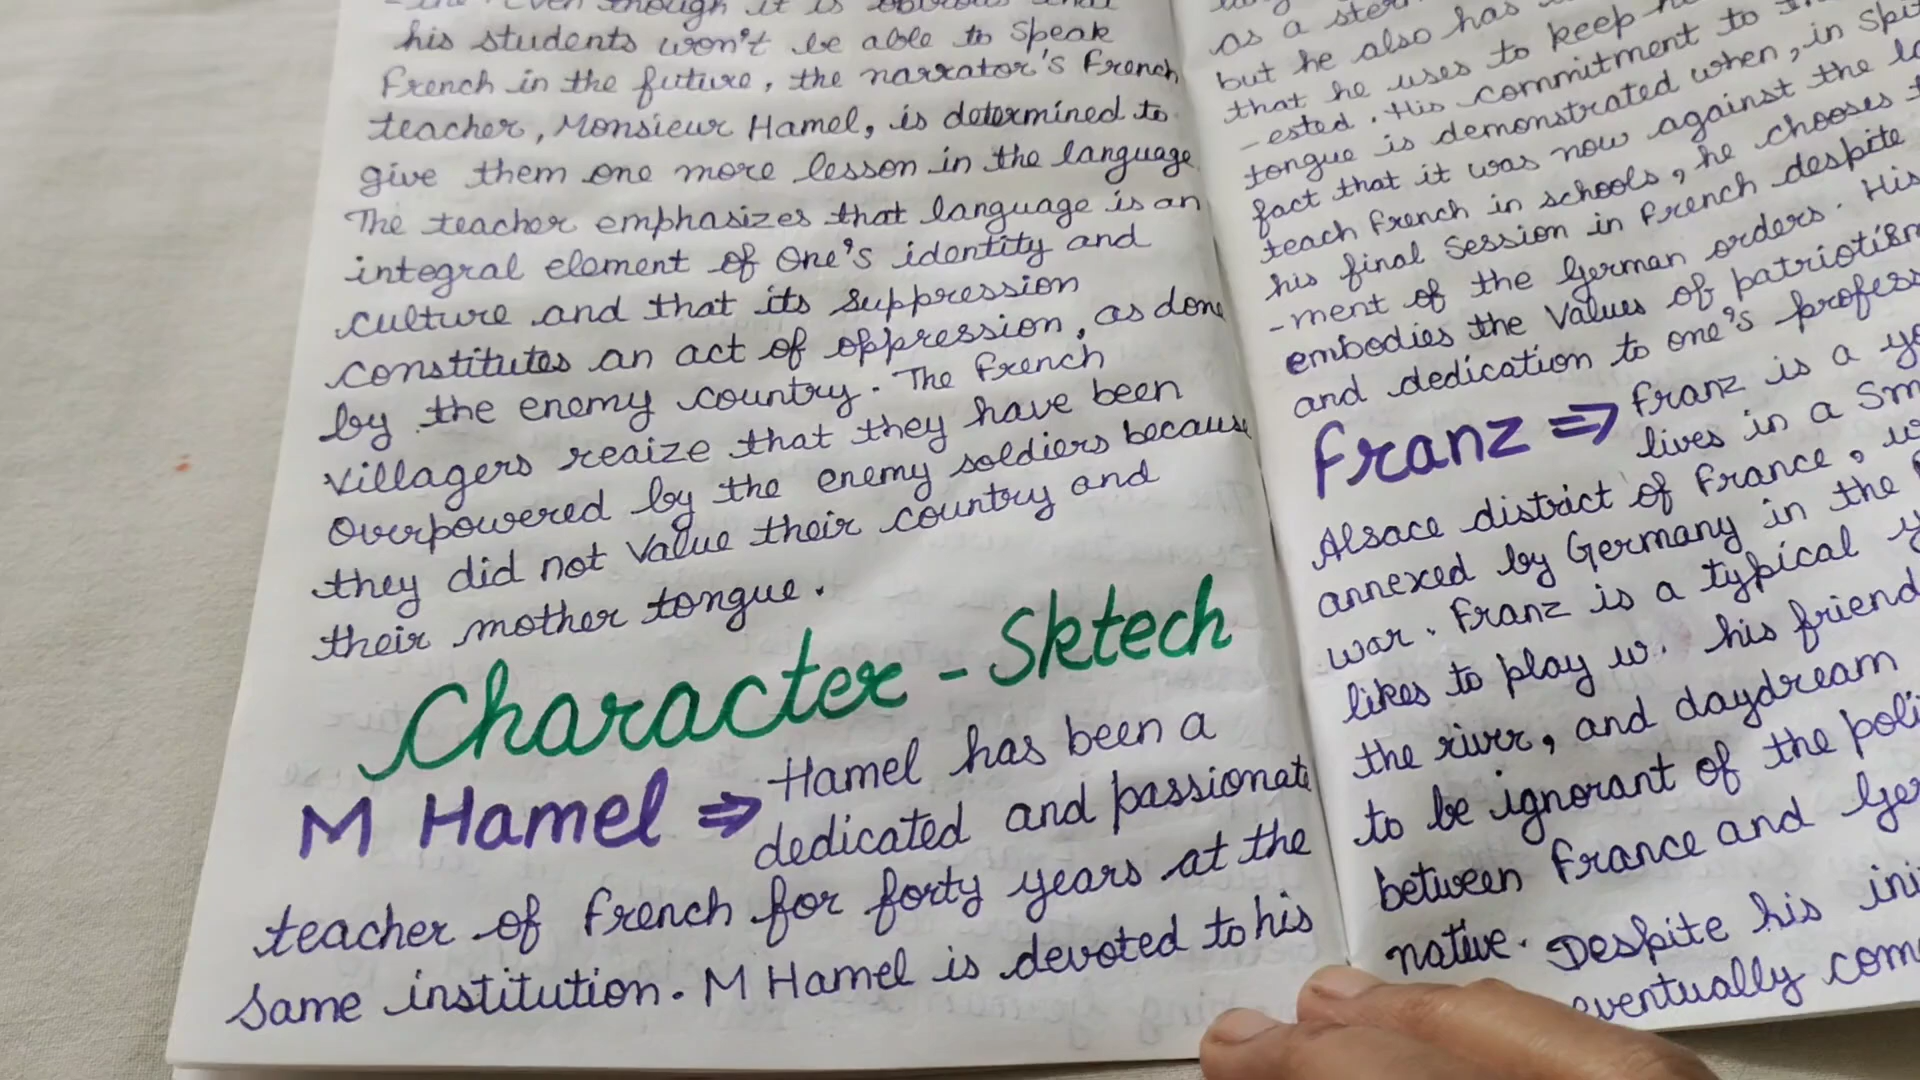 Even though it is obvious that
his students won't be able to speak
French in the future, the narrator's French
teacher, Monsieur Hamel, is determined to
give them one more lesson in the language
The teacher emphasizes that language is an
integral element of One's identity and
culture and that its suppression
constitutes an act of oppression, as done
by the enemy country. The French
villagers reaize that they have been
overpowered by the enemy soldiers because
they did not value their country and
their mother tongue.
Character - Sktech
M Hamel ⇒ Hamel has been a
dedicated and passionate
teacher of French for forty years at the
same institution. M Hamel is devoted to his
as a
but he also has
that he uses to keep
-ested. His commitment to
tongue is demonstrated when, in
fact that it was now against the
teach French in schools, he chooses
his final Session in French despite
-ment of the German orders. His
embodies the values of patriotism
and dedication to one's
Franz ⇒ Franz is a
lives in a
Alsace district of France,
annexed by Germany in the
war. Franz is a typical
likes to play w. his friend
the river, and daydream
to be ignorant of the
between France and
native. Despite his
eventually